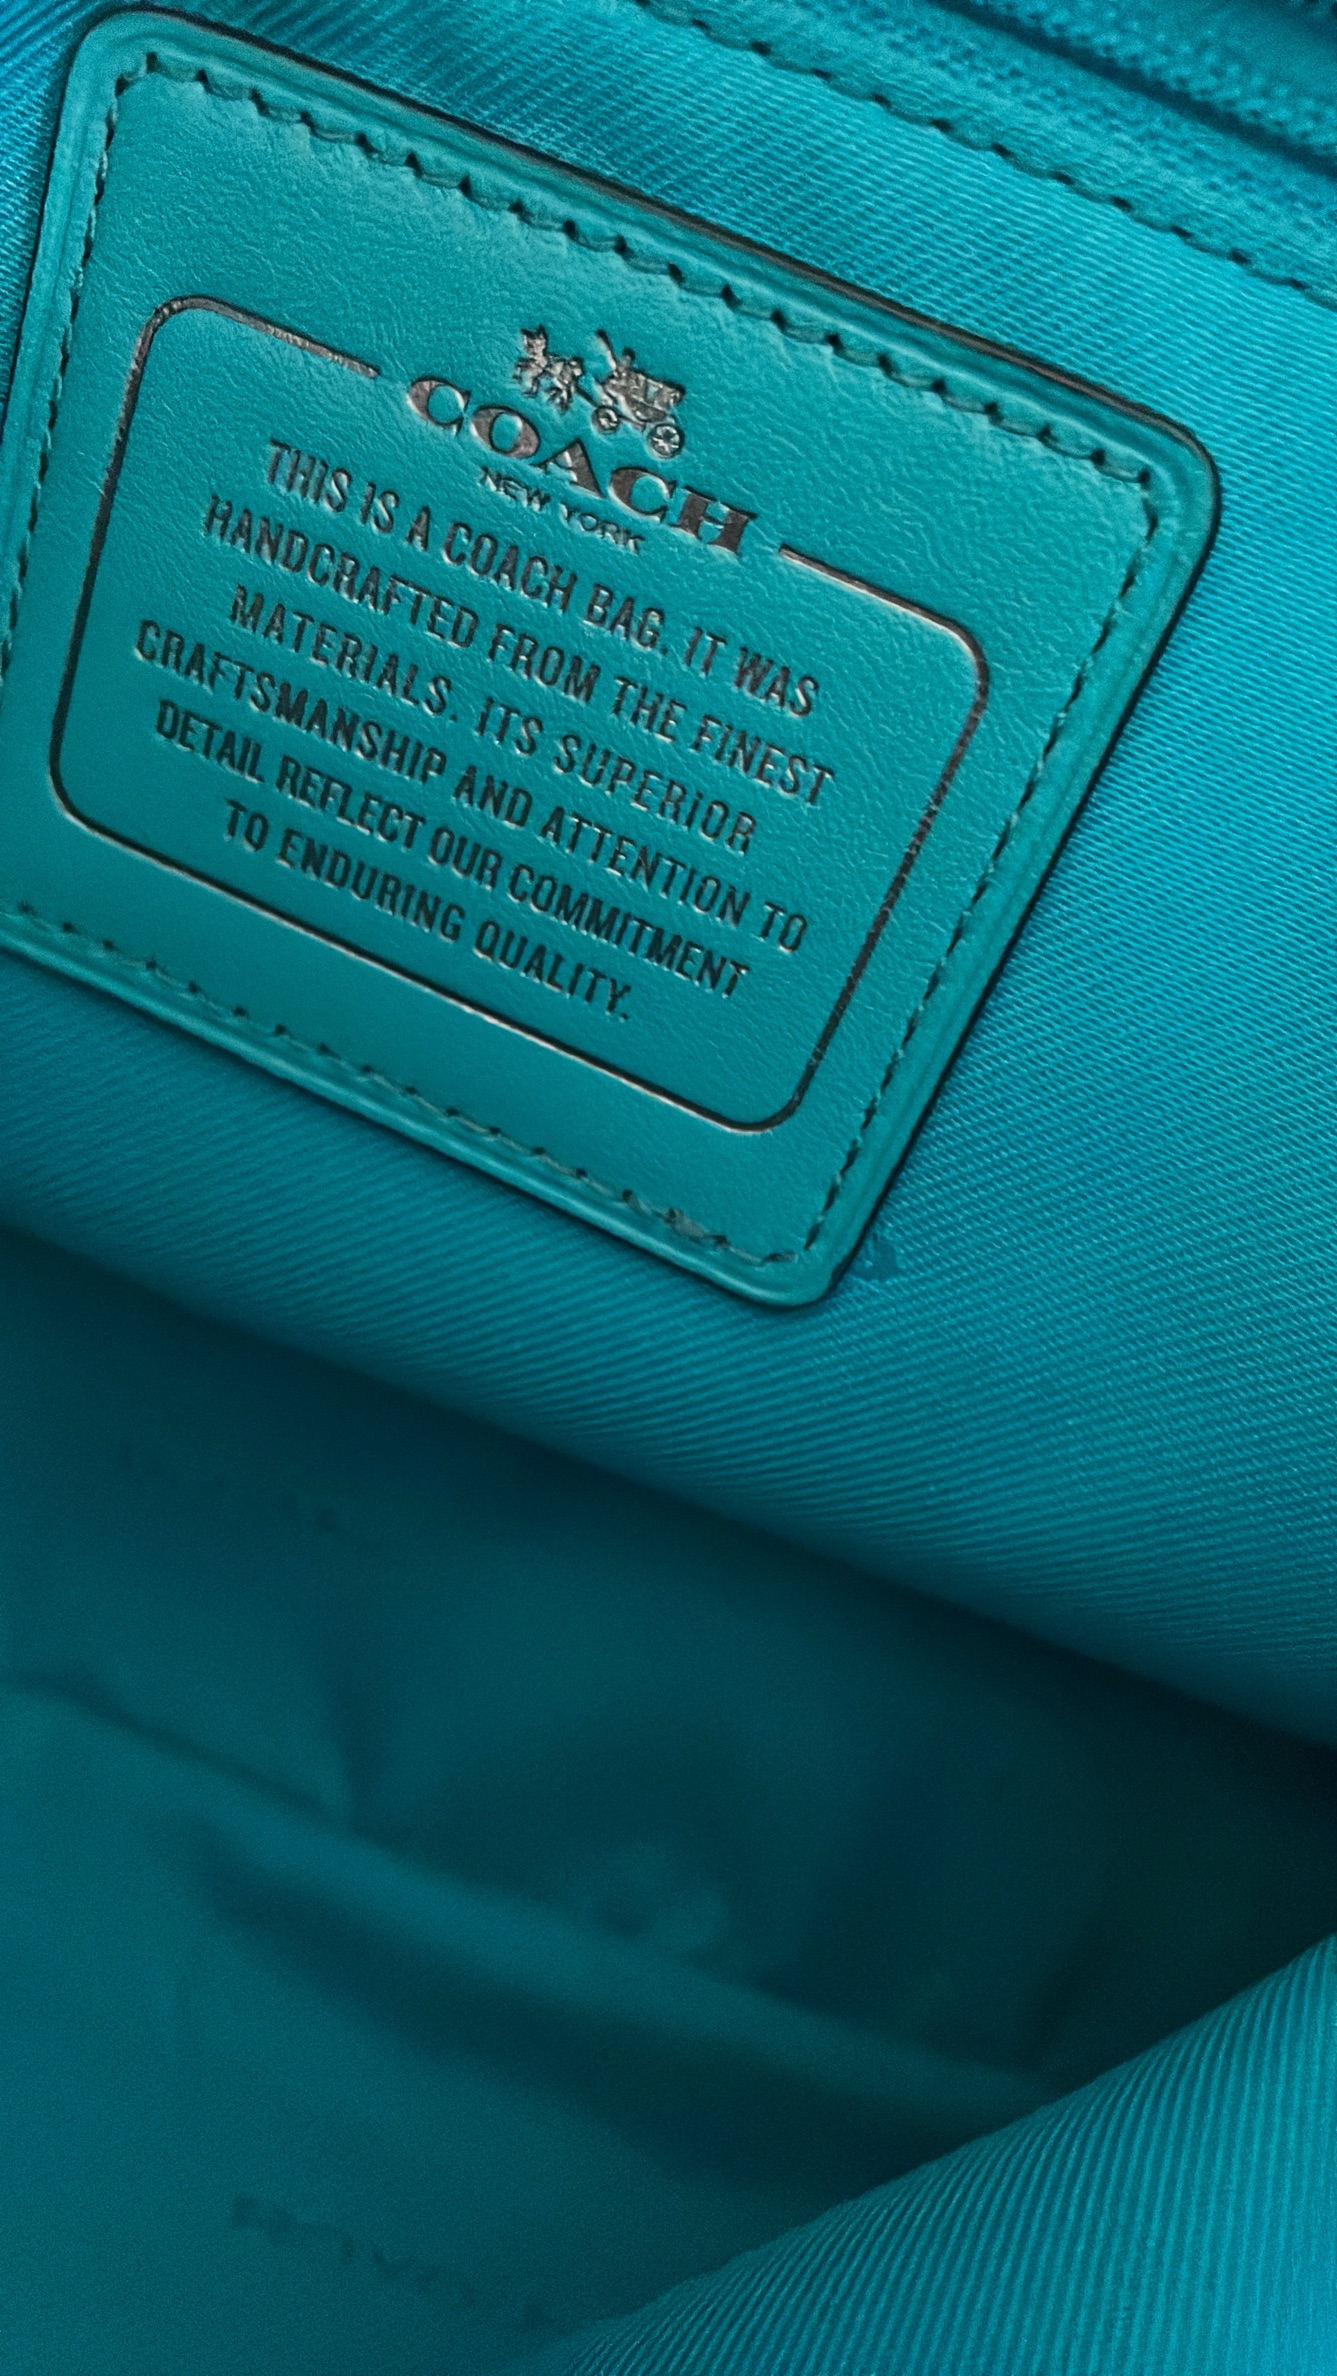 COACH
NEW YORK
THIS IS A COACH BAG. IT WAS
HANDCRAFTED FROM THE FINEST
MATERIALS. ITS SUPERIOR
CRAFTSMANSHIP AND ATTENTION TO
DETAIL REFLECT OUR COMMITMENT
TO ENDURING QUALITY.